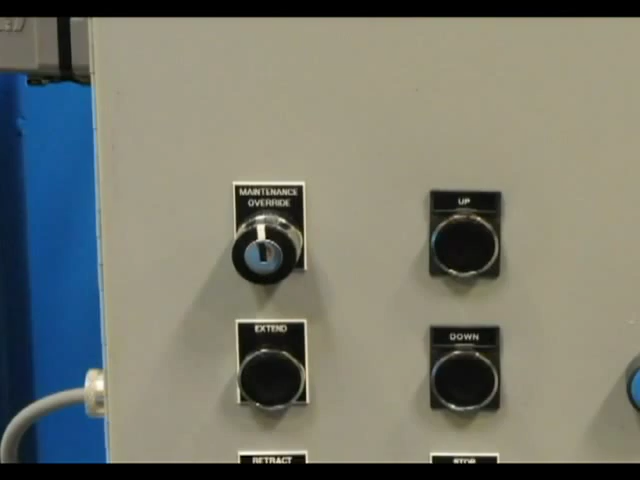 MAINTENANCE
OVERRIDE
UP
EXTEND
DOWN
RETRACT
STOP